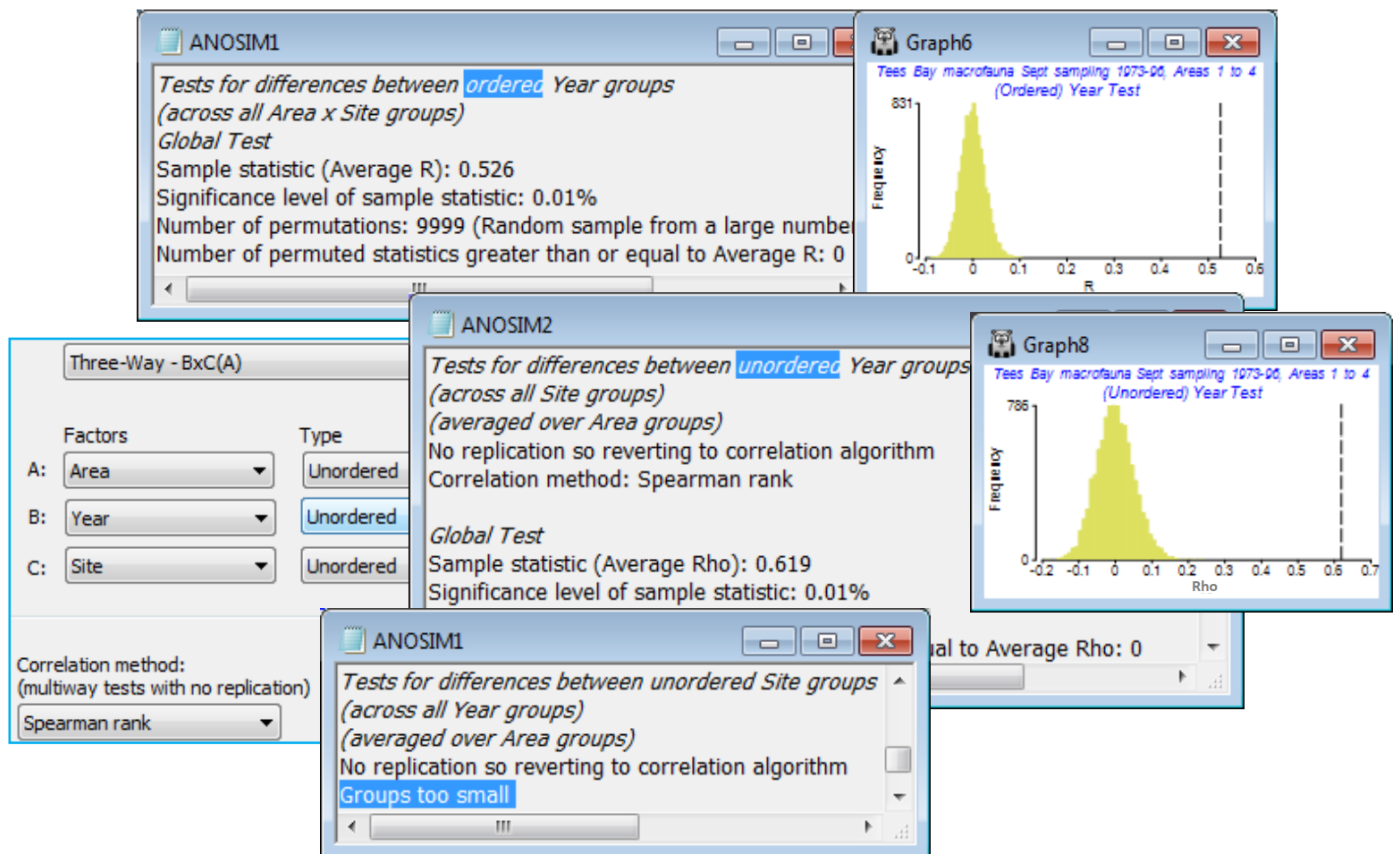 ANOSIM1
Tests for differences between ordered Year groups
(across all Area x Site groups)
Global Test
Sample statistic (Average R): 0.526
Significance level of sample statistic: 0.01%
Number of permutations: 9999 (Random sample from a large number
Number of permuted statistics greater than or equal to Average R: 0
Graph6
Tees Bay macrofauna Sept sampling 1973-96, Areas 1 to 4
(Ordered) Year Test
831
Frequency
0
-0.1 0 0.1 0.2 0.3 0.4 0.5 0.6
R
Three-Way - BxC(A)
Factors Type
A: Area Unordered
B: Year Unordered
C: Site Unordered
Correlation method:
(multiway tests with no replication)
Spearman rank
ANOSIM2
Tests for differences between unordered Year groups
(across all Site groups)
(averaged over Area groups)
No replication so reverting to correlation algorithm
Correlation method: Spearman rank
Global Test
Sample statistic (Average Rho): 0.619
Significance level of sample statistic: 0.01%
ual to Average Rho: 0
Graph8
Tees Bay macrofauna Sept sampling 1973-96, Areas 1 to 4
(Unordered) Year Test
786
Frequency
0
-0.2 -0.1 0 0.1 0.2 0.3 0.4 0.5 0.6 0.7
Rho
ANOSIM1
Tests for differences between unordered Site groups
(across all Year groups)
(averaged over Area groups)
No replication so reverting to correlation algorithm
Groups too small